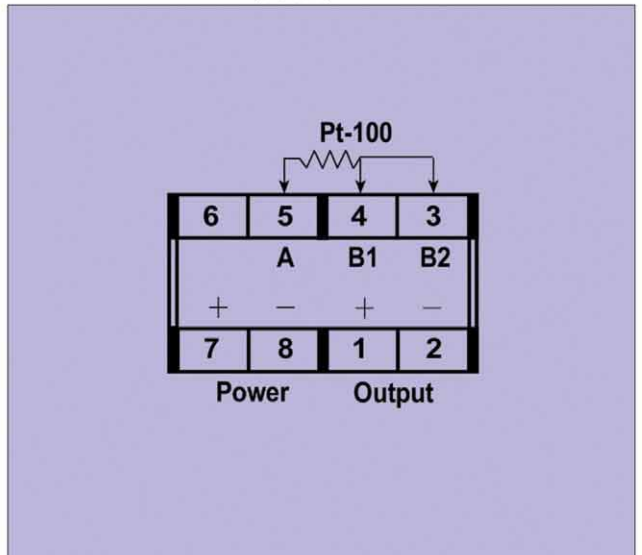 Pt-100
6 5 4 3
A B1 B2
+ − + −
7 8 1 2
Power Output